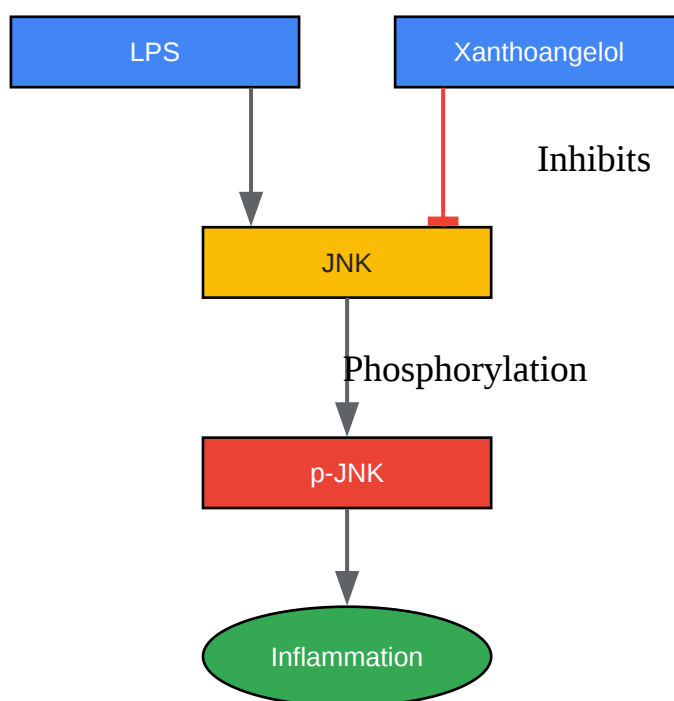 LPS
Xanthoangelol
Inhibits
JNK
Phosphorylation
p-JNK
Inflammation